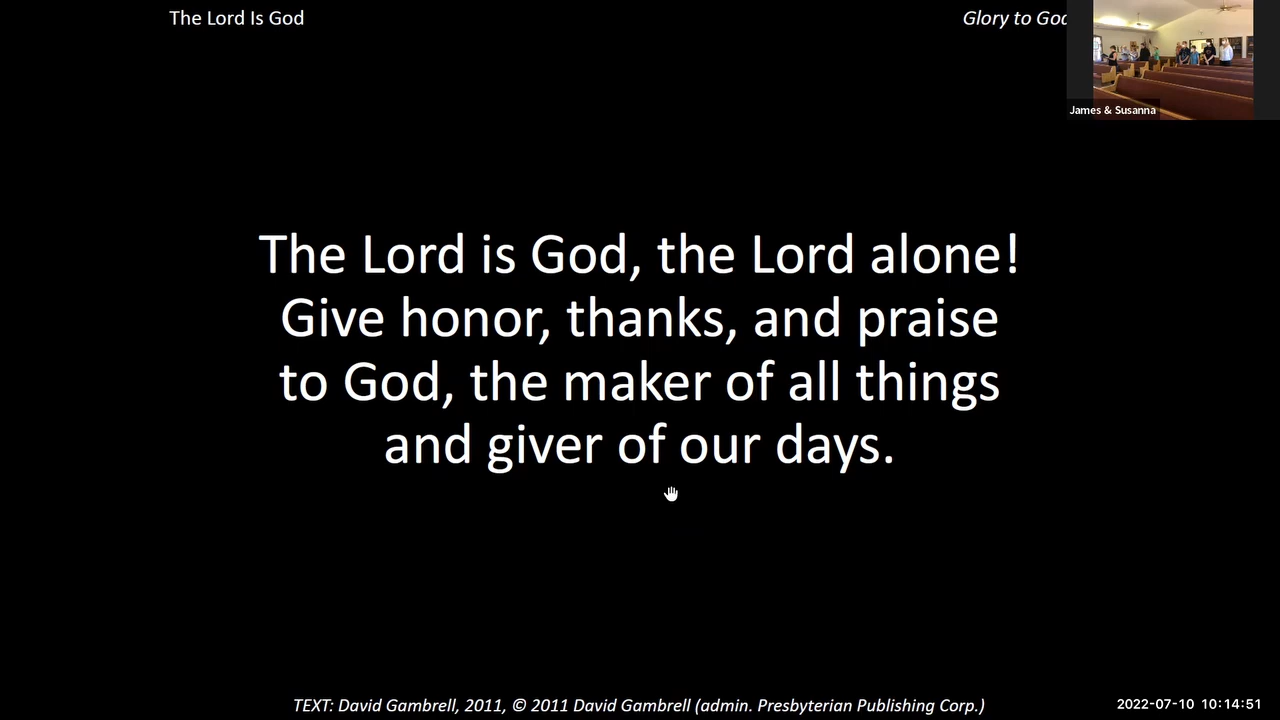 The Lord Is God
Glory to God
James & Susanna
The Lord is God, the Lord alone!
Give honor, thanks, and praise
to God, the maker of all things
and giver of our days.
TEXT: David Gambrell, 2011, © 2011 David Gambrell (admin. Presbyterian Publishing Corp.)
2022-07-10 10:14:51